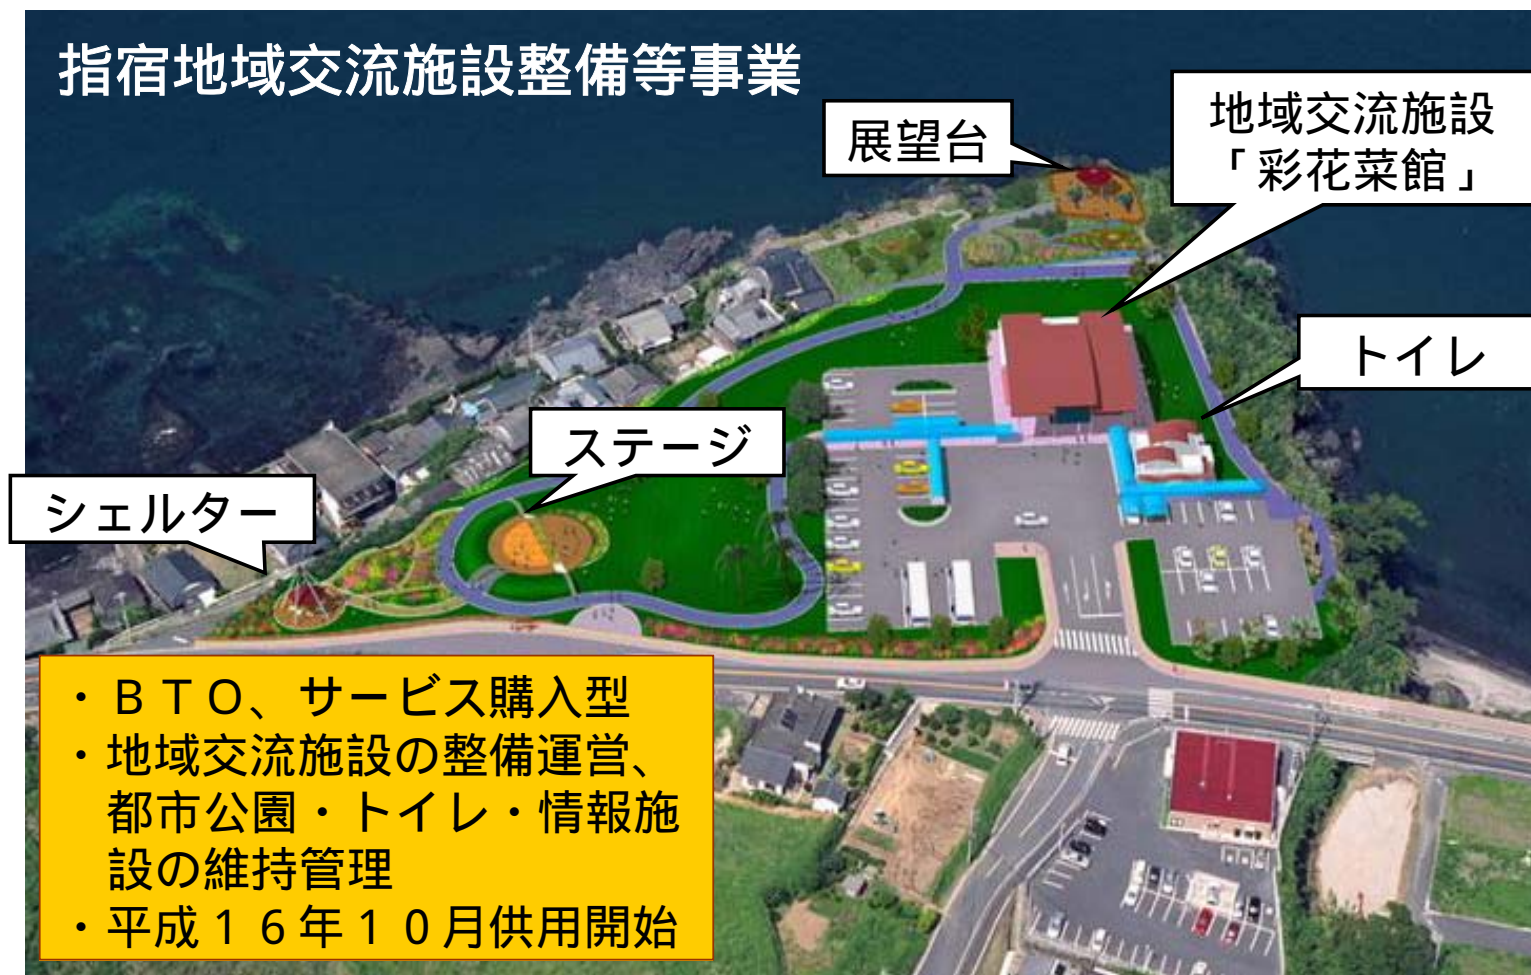 指宿地域交流施設整備等事業
展望台
地域交流施設
「彩花菜館」
トイレ
ステージ
シェルター
・ＢＴＯ、サービス購入型
・地域交流施設の整備運営、
都市公園・トイレ・情報施
設の維持管理
・平成１６年１０月供用開始